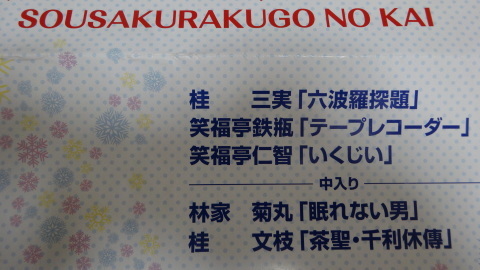 SOUSAKURAKUGO NO KAI
桂　三実「六波羅探題」
笑福亭鉄瓶「テープレコーダー」
笑福亭仁智「いくじい」
中入り
林家　菊丸「眠れない男」
桂　文枝「茶聖・千利休傳」